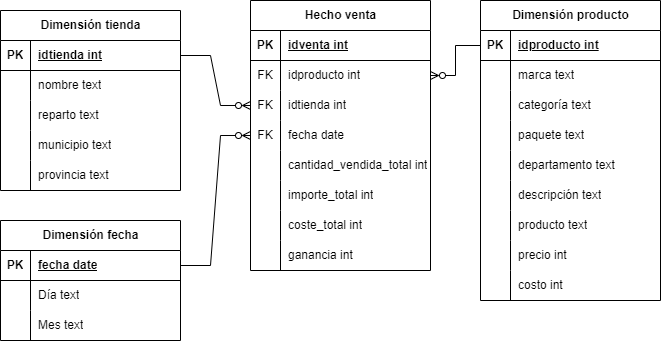 Dimensión tienda
PK idtienda int
nombre text
reparto text
municipio text
provincia text
Dimensión fecha
PK fecha date
Día text
Mes text
Hecho venta
PK idventa int
FK idproducto int
FK idtienda int
FK fecha date
cantidad_vendida_total int
importe_total int
coste_total int
ganancia int
Dimensión producto
PK idproducto int
marca text
categoría text
paquete text
departamento text
descripción text
producto text
precio int
costo int